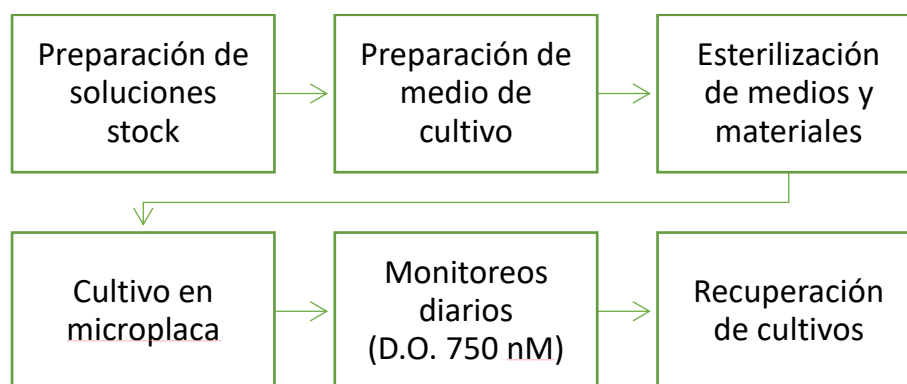 Preparación de
soluciones
stock
Preparación de
medio de
cultivo
Esterilización
de medios y
materiales
Cultivo en
microplaca
Monitoreos
diarios
(D.O. 750 nM)
Recuperación
de cultivos